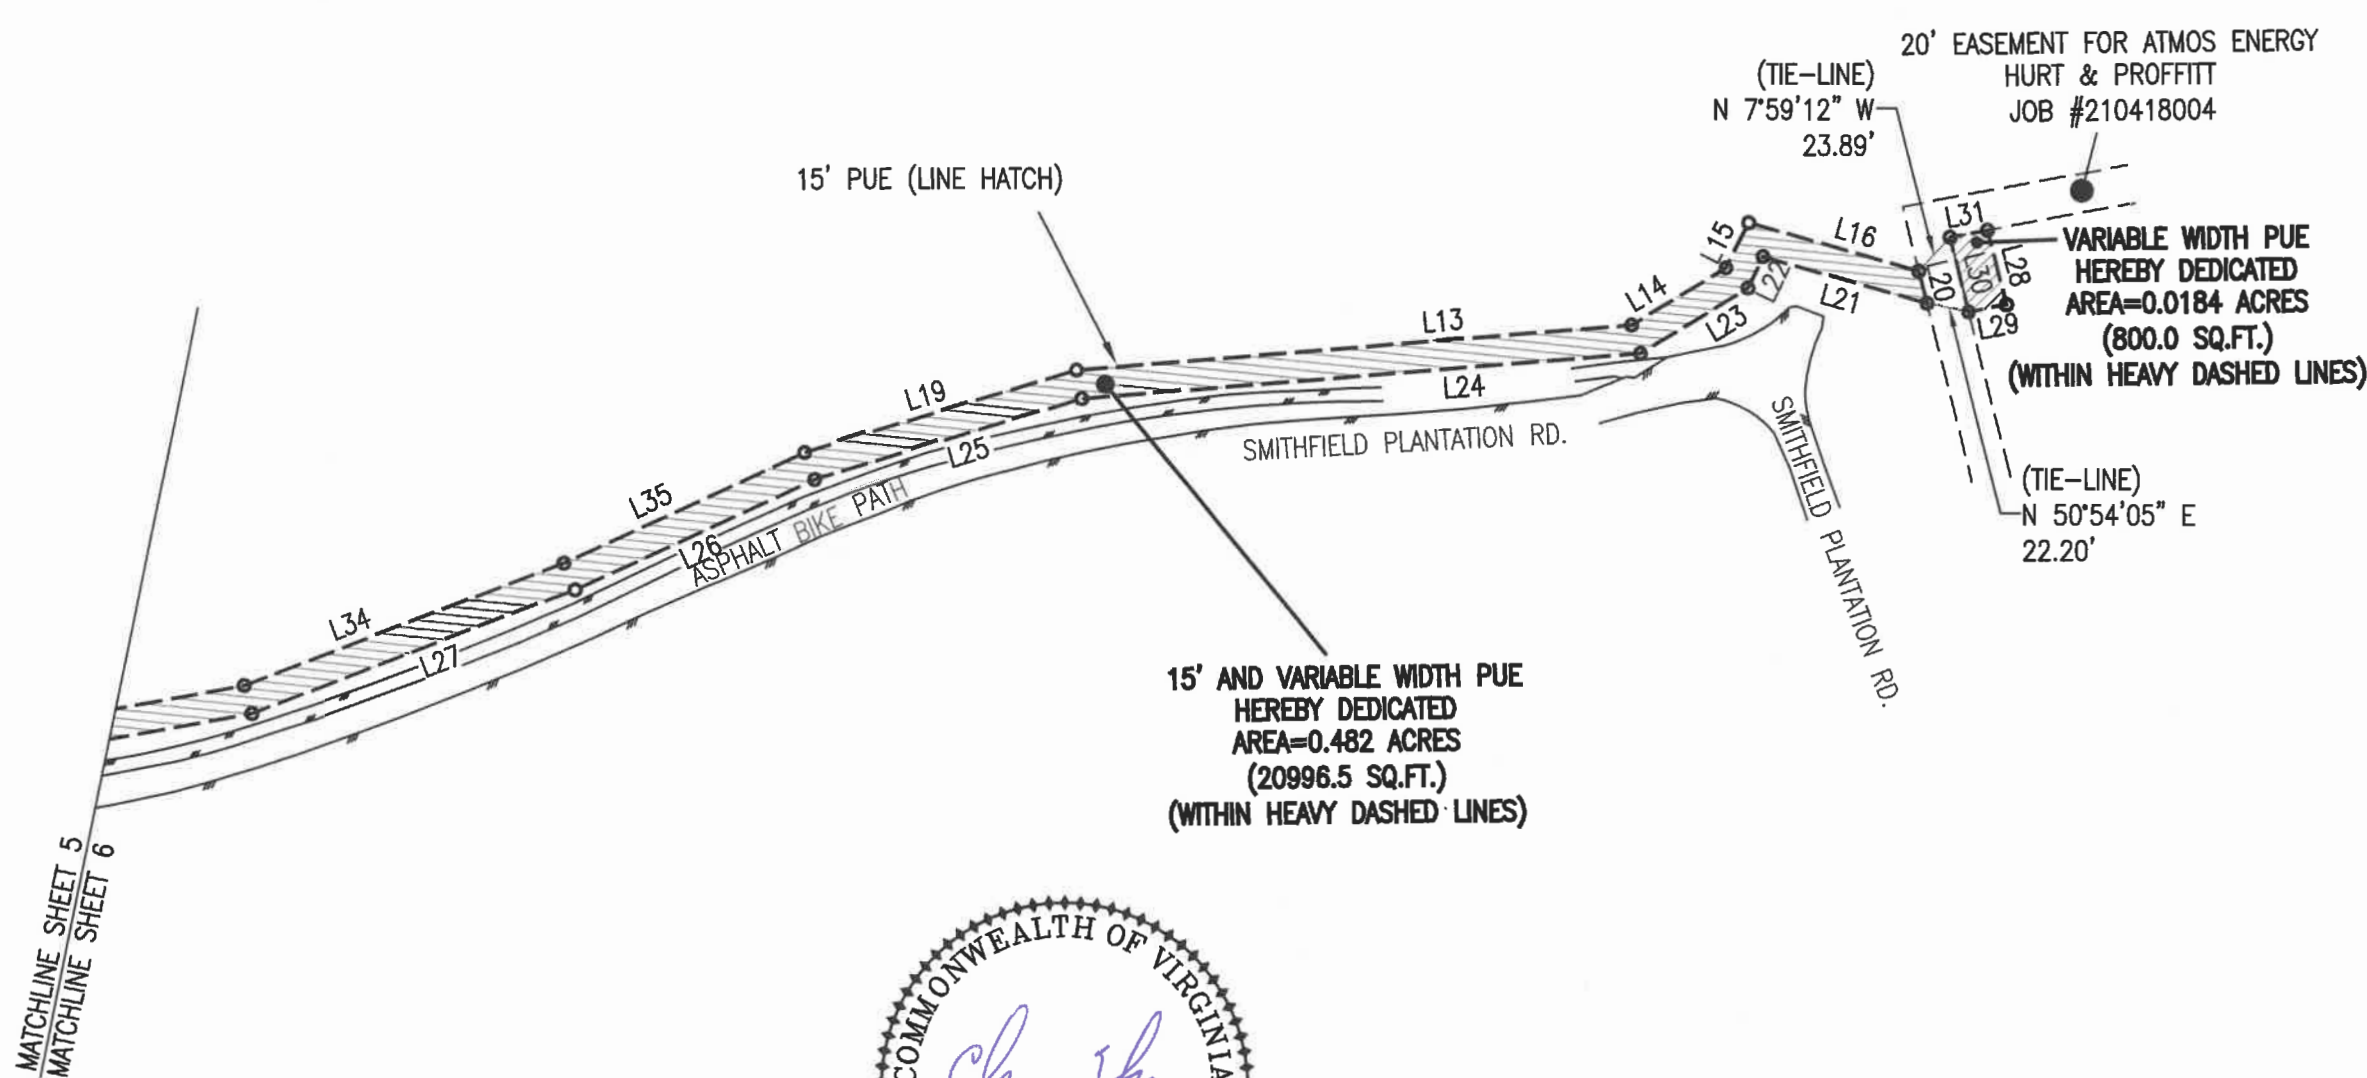 20' EASEMENT FOR ATMOS ENERGY
HURT & PROFFITT
JOB #210418004
(TIE-LINE)
N 7°59'12" W
23.89'
15' PUE (LINE HATCH)
L31
L15
L16
L20
L30
L28
L22
L21
L29
L14
L23
L13
L24
L19
L25
L35
L26
L34
L27
VARIABLE WIDTH PUE
HEREBY DEDICATED
AREA=0.0184 ACRES
(800.0 SQ.FT.)
(WITHIN HEAVY DASHED LINES)
SMITHFIELD PLANTATION RD.
SMITHFIELD PLANTATION RD.
ASPHALT BIKE PATH
(TIE-LINE)
N 50°54'05" E
22.20'
15' AND VARIABLE WIDTH PUE
HEREBY DEDICATED
AREA=0.482 ACRES
(20996.5 SQ.FT.)
(WITHIN HEAVY DASHED LINES)
MATCHLINE SHEET 5
MATCHLINE SHEET 6
COMMONWEALTH OF VIRGINIA